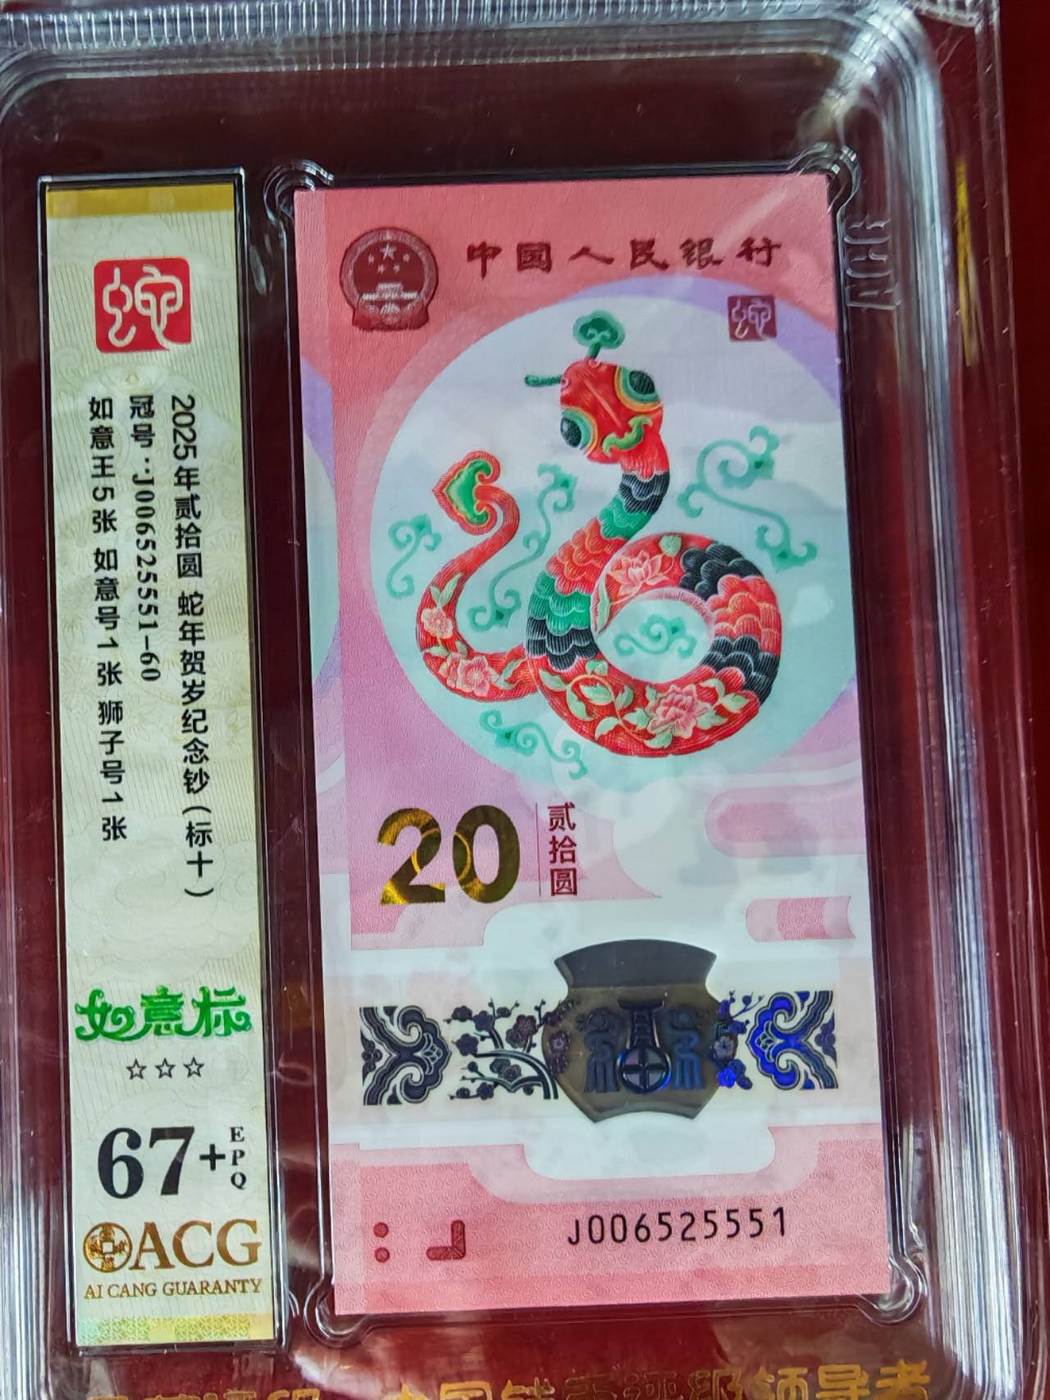 蛇
2025年贰拾圆 蛇年贺岁纪念钞(标十)
冠号:J006525551-60
如意王5张 如意号1张 狮子号1张
如意标
☆☆☆
67+
EPQ
ACG
AI CANG GUARANTY
中国人民银行
蛇
20
贰拾圆
J006525551